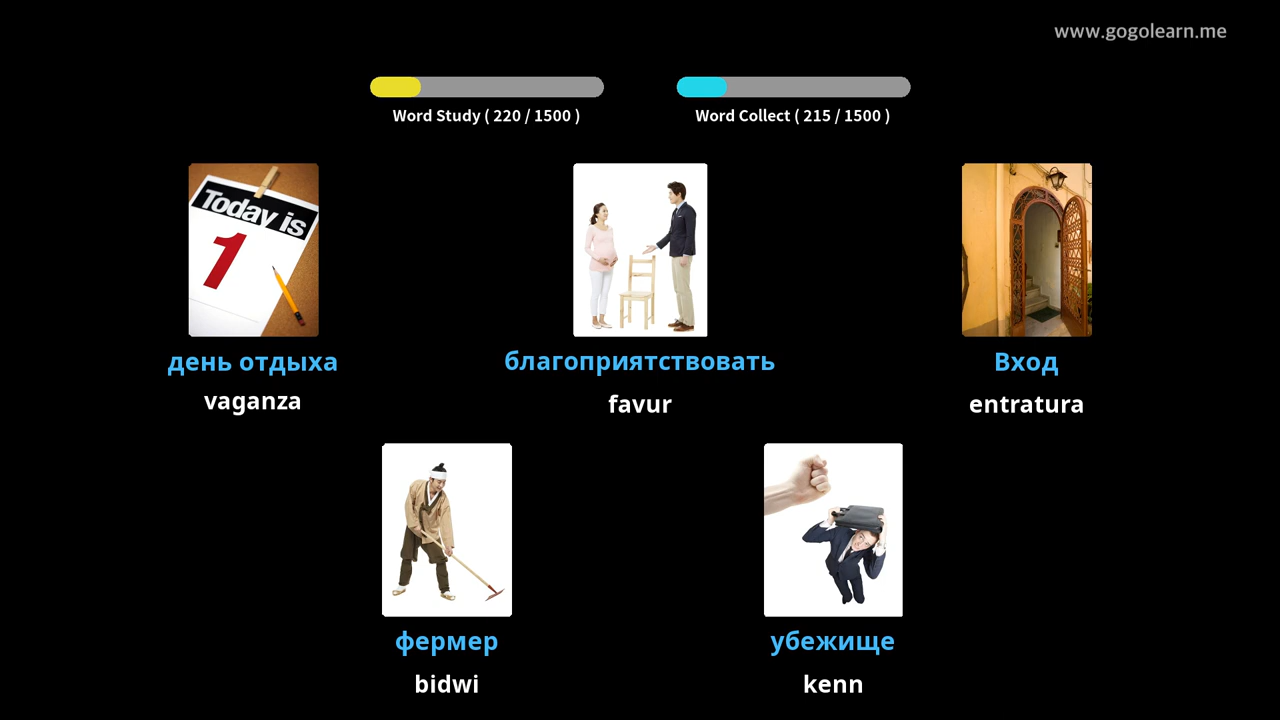 www.gogolearn.me
Word Study ( 220 / 1500 )
Word Collect ( 215 / 1500 )
Today is
1
день отдыха
благоприятствовать
Вход
vaganza
favur
entratura
фермер
убежище
bidwi
kenn